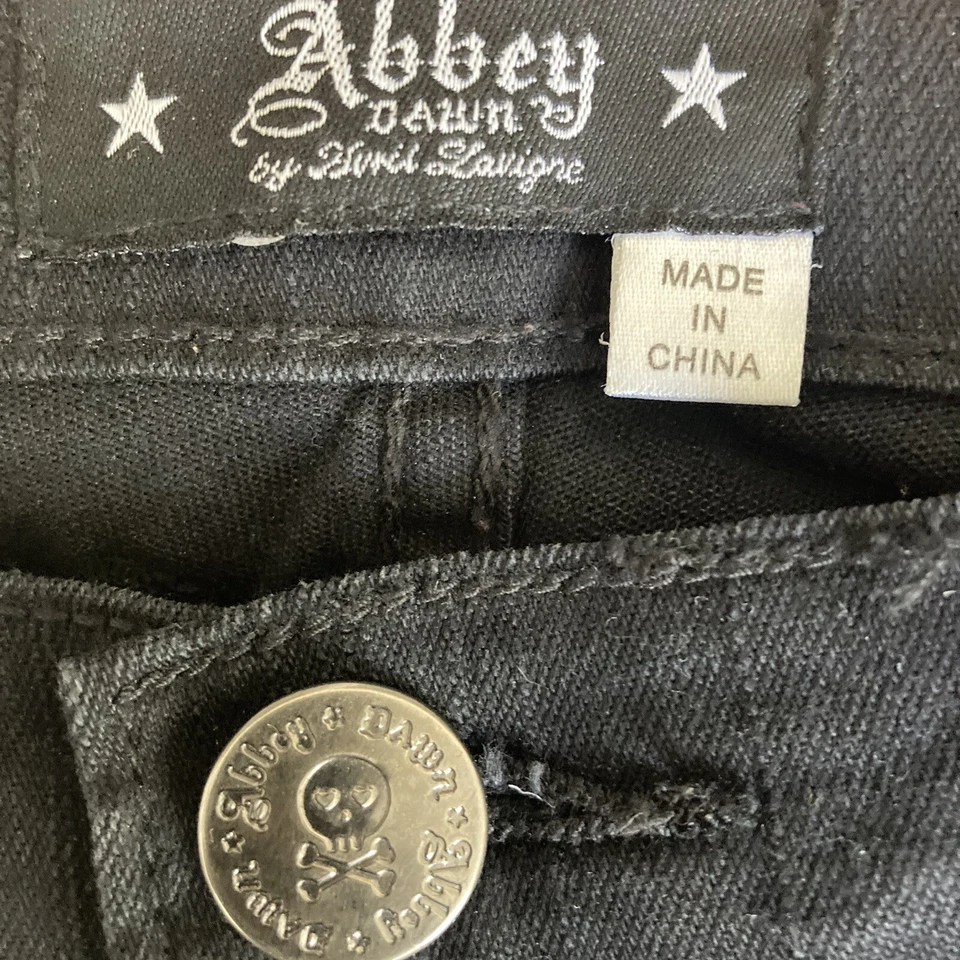 Abbey
DAWN
by Avril Lavigne
MADE
IN
CHINA
Abbey ★ DAWN ★ Abbey ★ DAWN ★